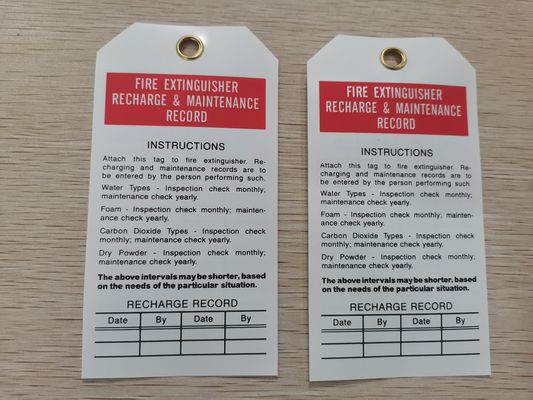 FIRE EXTINGUISHER
RECHARGE & MAINTENANCE
RECORD
INSTRUCTIONS
Attach this tag to fire extinguisher. Re-
charging and maintenance records are to
be entered by the person performing such.
Water Types - Inspection check monthly;
maintenance check yearly.
Foam - Inspection check monthly; mainten-
ance check yearly.
Carbon Dioxide Types - Inspection check
monthly; maintenance check yearly.
Dry Powder - Inspection check monthly;
maintenance check yearly.
The above intervals may be shorter, based
on the needs of the particular situation.
RECHARGE RECORD
Date By Date By
FIRE EXTINGUISHER
RECHARGE & MAINTENANCE
RECORD
INSTRUCTIONS
Attach this tag to fire extinguisher. Re-
charging and maintenance records are to
be entered by the person performing such.
Water Types - Inspection check monthly;
maintenance check yearly.
Foam - Inspection check monthly; mainten-
ance check yearly.
Carbon Dioxide Types - Inspection check
monthly; maintenance check yearly.
Dry Powder - Inspection check monthly;
maintenance check yearly.
The above intervals may be shorter, based
on the needs of the particular situation.
RECHARGE RECORD
Date By Date By